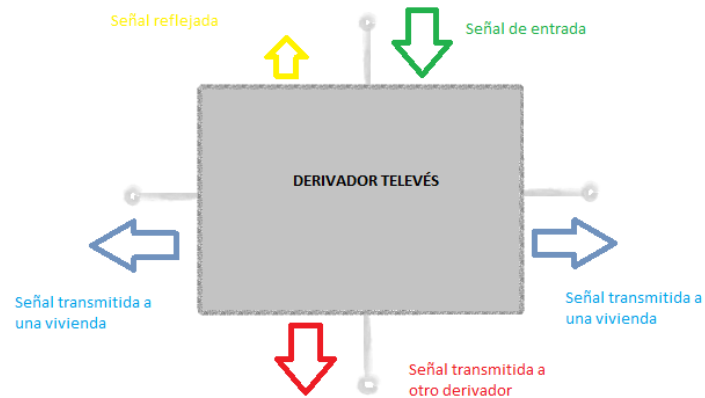 Señal reflejada
Señal de entrada
DERIVADOR TELEVÉS
Señal transmitida a
una vivienda
Señal transmitida a
una vivienda
Señal transmitida a
otro derivador